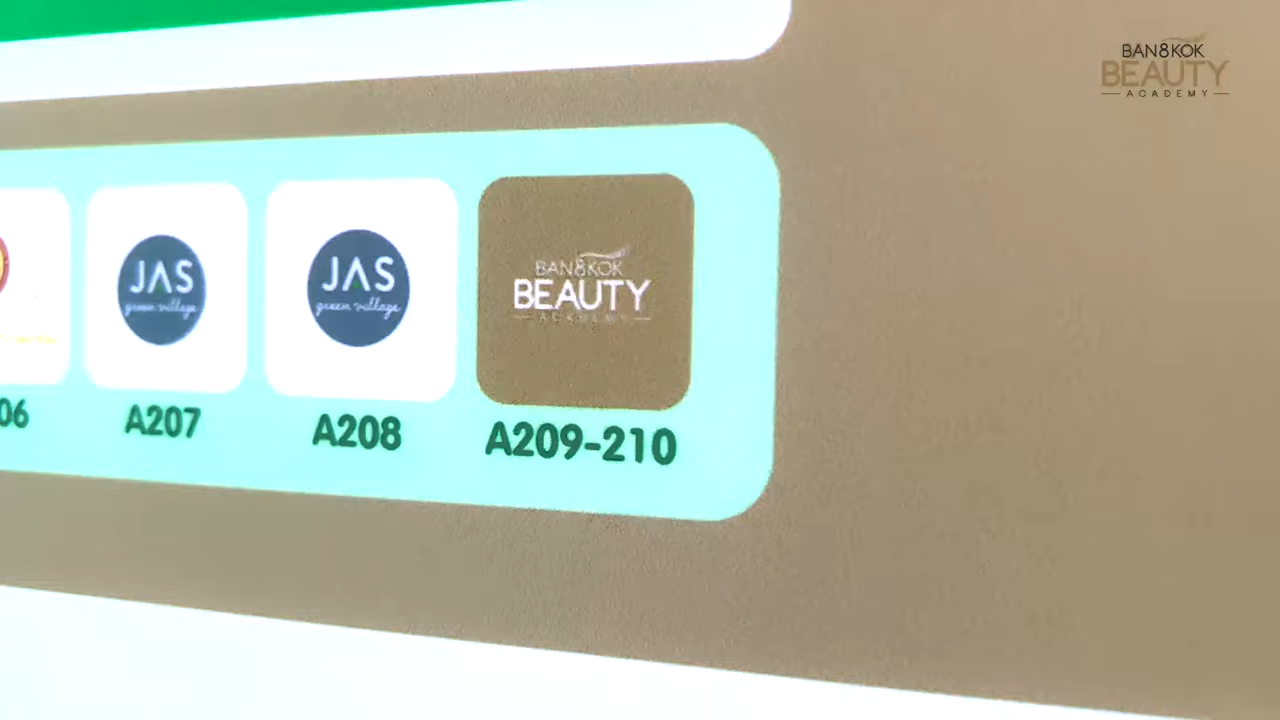 BAN8KOK
BEAUTY
ACADEMY
JAS
green village
JAS
green village
BAN8KOK
BEAUTY
ACADEMY
06
A207
A208
A209-210